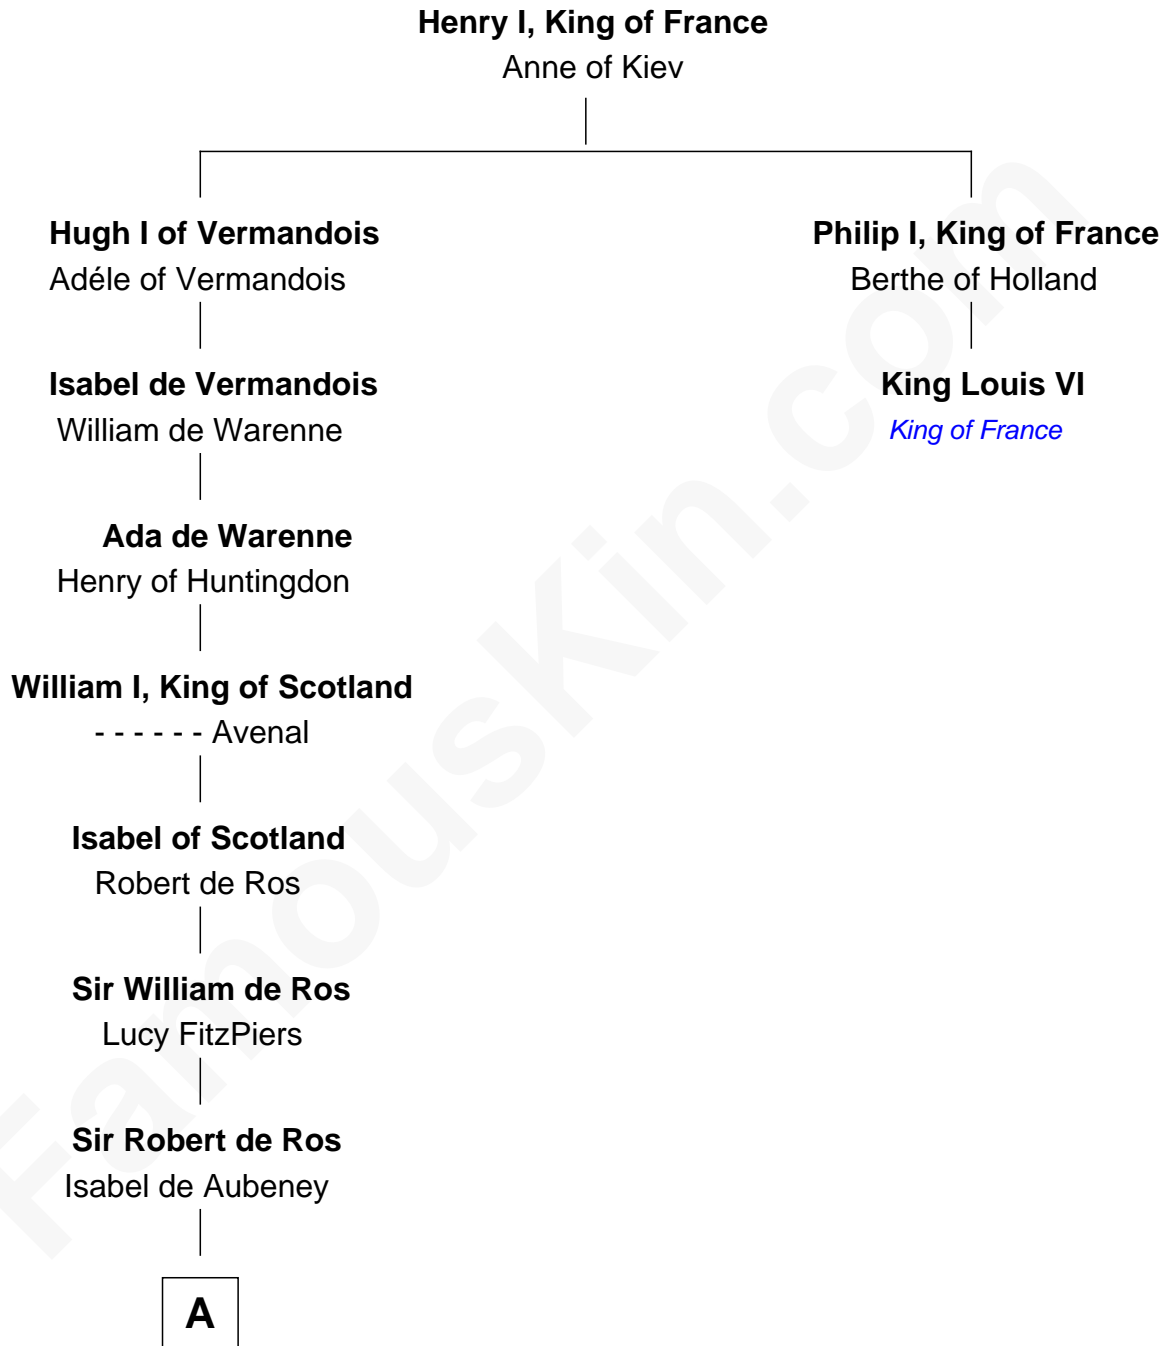 Henry I, King of France
Anne of Kiev
Hugh I of Vermandois
Adéle of Vermandois
Philip I, King of France
Berthe of Holland
Isabel de Vermandois
William de Warenne
King Louis VI
King of France
Ada de Warenne
Henry of Huntingdon
William I, King of Scotland
- - - - - - Avenal
Isabel of Scotland
Robert de Ros
Sir William de Ros
Lucy FitzPiers
Sir Robert de Ros
Isabel de Aubeney
A
FamousKin.com